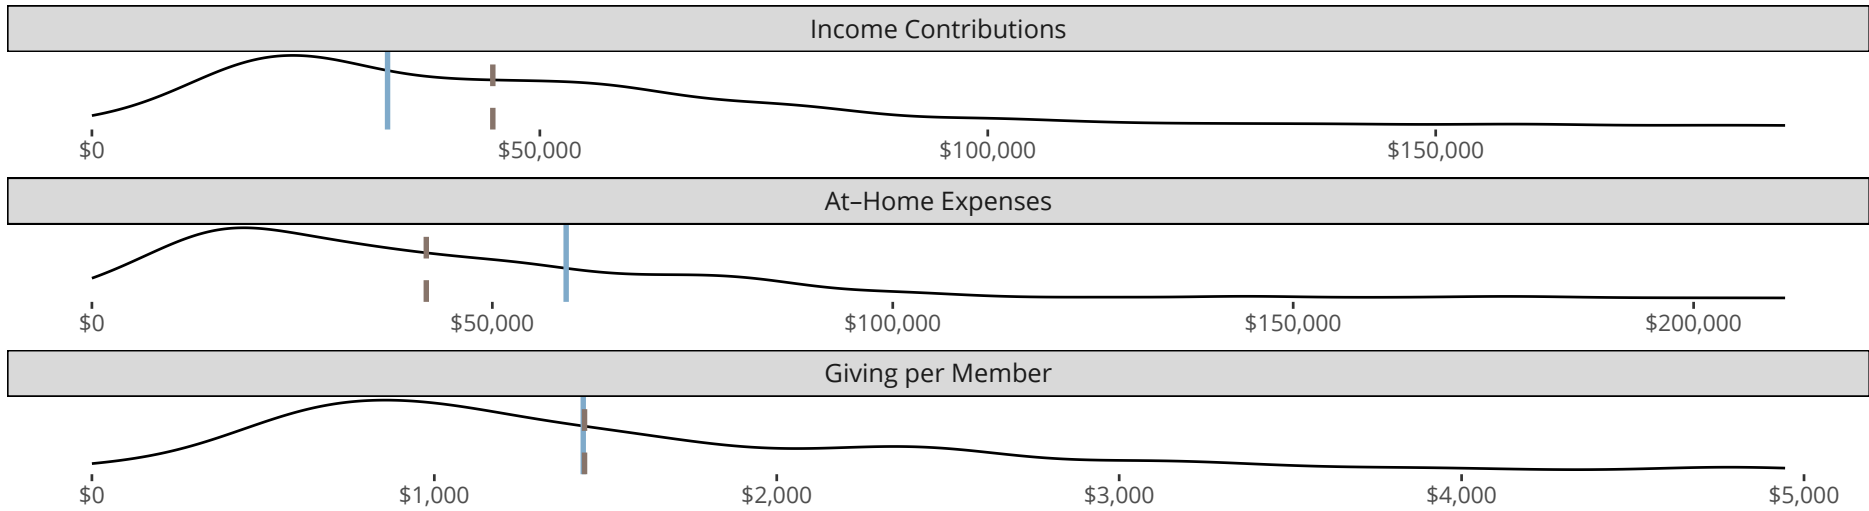 Income Contributions
$0 $50,000 $100,000 $150,000
At–Home Expenses
$0 $50,000 $100,000 $150,000 $200,000
Giving per Member
$0 $1,000 $2,000 $3,000 $4,000 $5,000